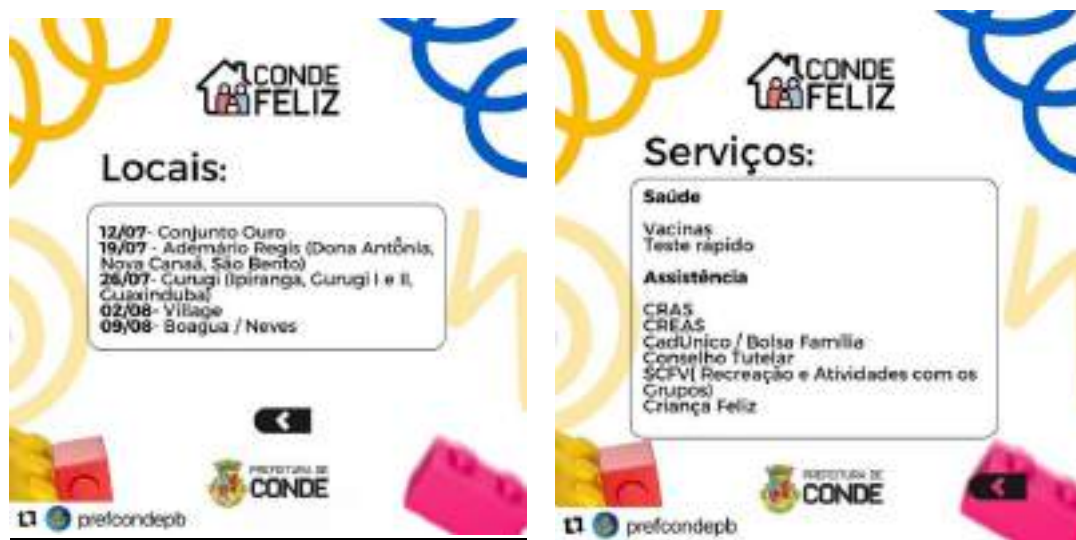 CONDE
FELIZ
Locais:
12/07- Conjunto Ouro
19/07 - Ademário Regis (Dona Antônia,
Nova Canaã, São Bento)
26/07- Gurugi (Ipiranga, Gurugi I e II,
Guaxinduba)
02/08- Village
09/08- Boagua / Neves
PREFEITURA DE
CONDE
prefcondepb
CONDE
FELIZ
Serviços:
Saúde
Vacinas
Teste rápido
Assistência
CRAS
CREAS
CadÚnico / Bolsa Família
Conselho Tutelar
SCFV( Recreação e Atividades com os
Grupos)
Criança Feliz
PREFEITURA DE
CONDE
prefcondepb